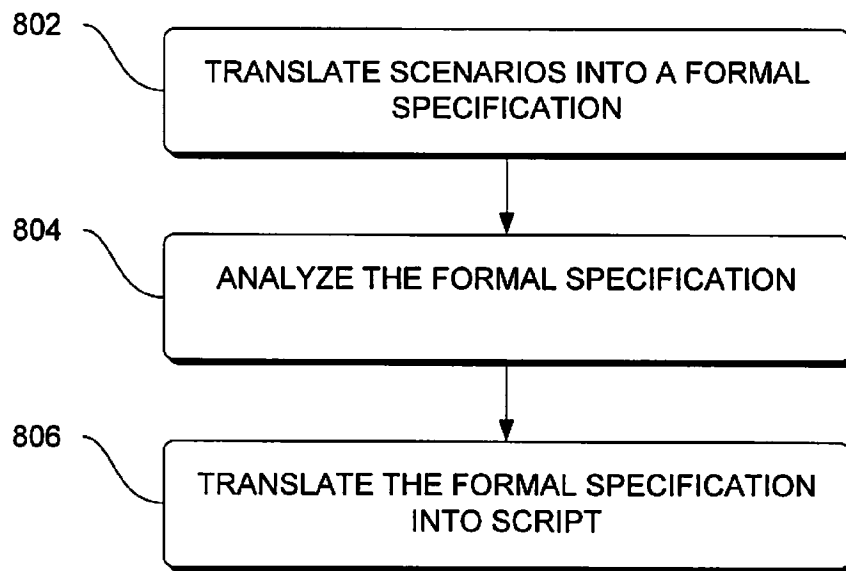 802
TRANSLATE SCENARIOS INTO A FORMAL
SPECIFICATION
804
ANALYZE THE FORMAL SPECIFICATION
806
TRANSLATE THE FORMAL SPECIFICATION
INTO SCRIPT